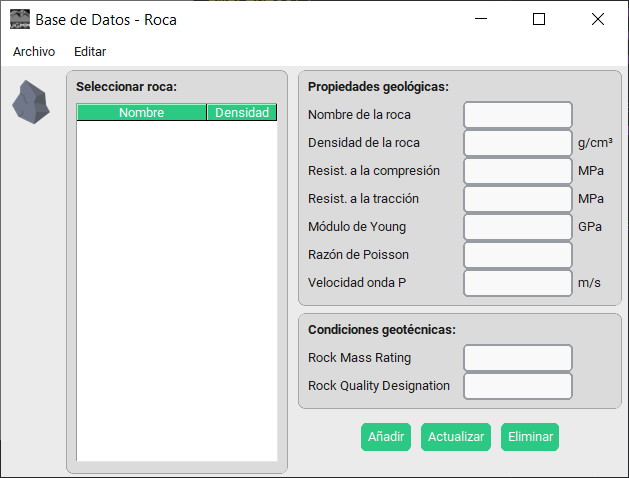 Base de Datos - Roca
Archivo Editar
Seleccionar roca:
Nombre Densidad
Propiedades geológicas:
Nombre de la roca
Densidad de la roca g/cm³
Resist. a la compresión MPa
Resist. a la tracción MPa
Módulo de Young GPa
Razón de Poisson
Velocidad onda P m/s
Condiciones geotécnicas:
Rock Mass Rating
Rock Quality Designation
Añadir Actualizar Eliminar